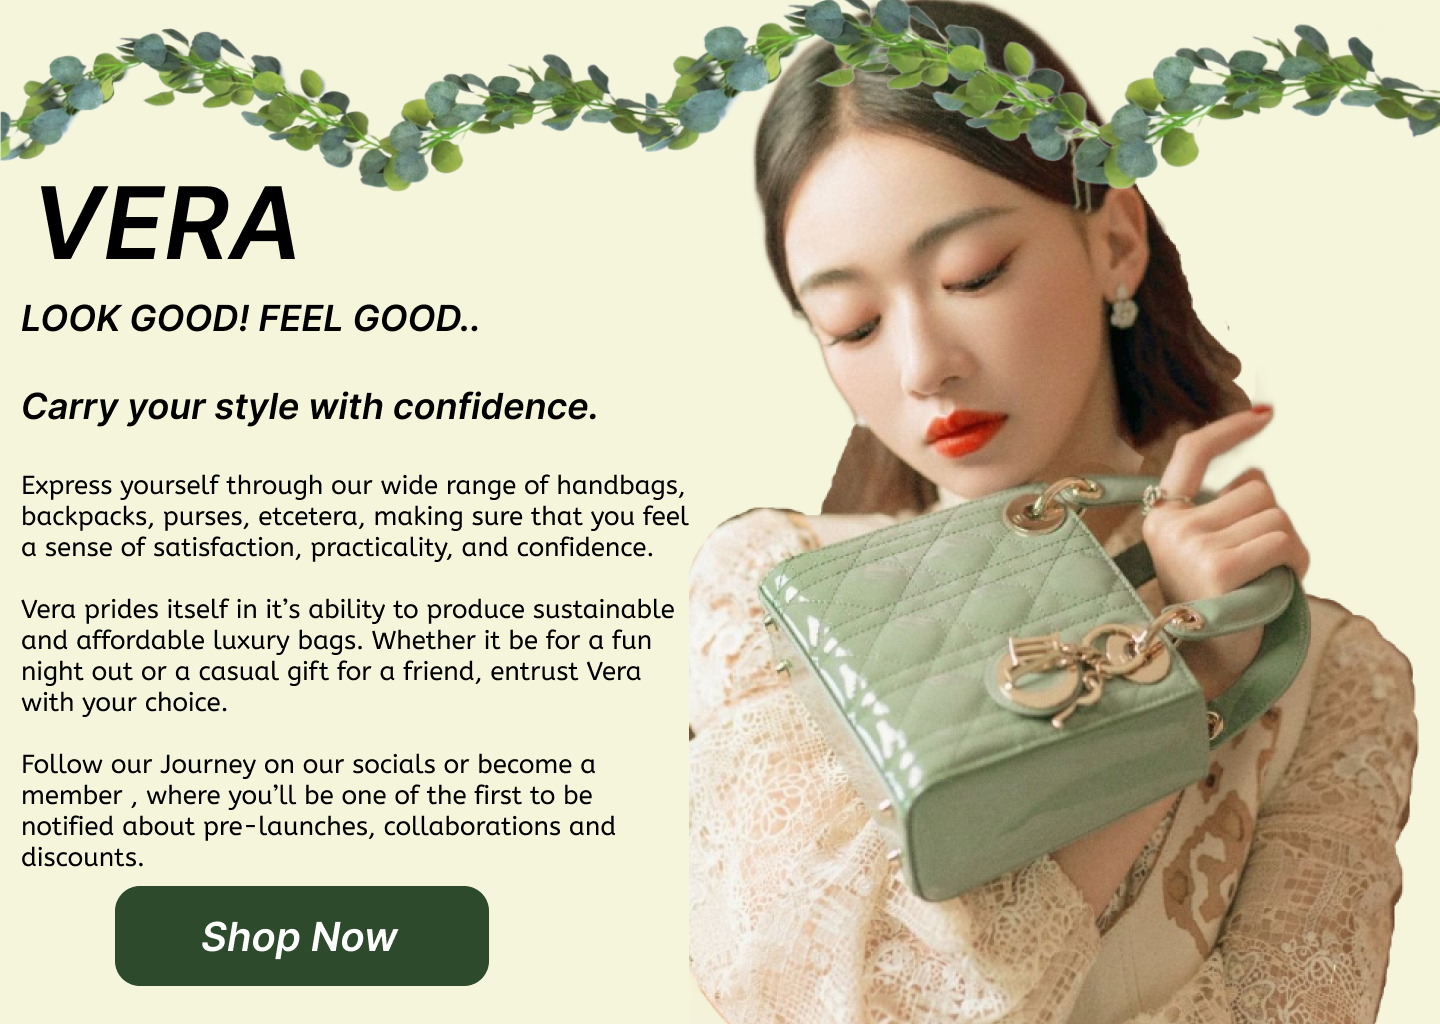 VERA
LOOK GOOD! FEEL GOOD..
Carry your style with confidence.
Express yourself through our wide range of handbags,
backpacks, purses, etcetera, making sure that you feel
a sense of satisfaction, practicality, and confidence.
Vera prides itself in it’s ability to produce sustainable
and affordable luxury bags. Whether it be for a fun
night out or a casual gift for a friend, entrust Vera
with your choice.
Follow our Journey on our socials or become a
member , where you’ll be one of the first to be
notified about pre-launches, collaborations and
discounts.
Shop Now